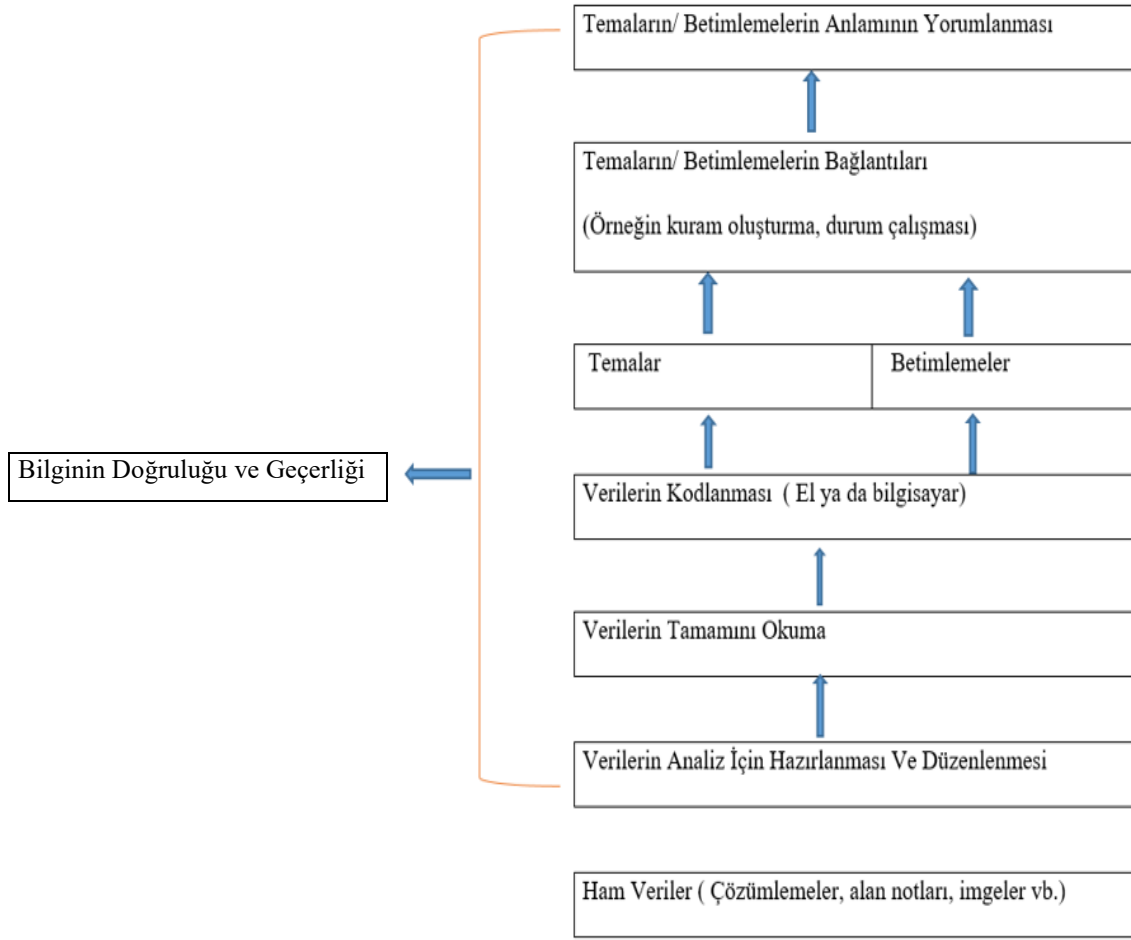 Temaların/ Betimlemelerin Anlamının Yorumlanması
Temaların/ Betimlemelerin Bağlantıları
(Örneğin kuram oluşturma, durum çalışması)
Temalar
Betimlemeler
Bilginin Doğruluğu ve Geçerliği
Verilerin Kodlanması ( El ya da bilgisayar)
Verilerin Tamamını Okuma
Verilerin Analiz İçin Hazırlanması Ve Düzenlenmesi
Ham Veriler ( Çözümlemeler, alan notları, imgeler vb.)